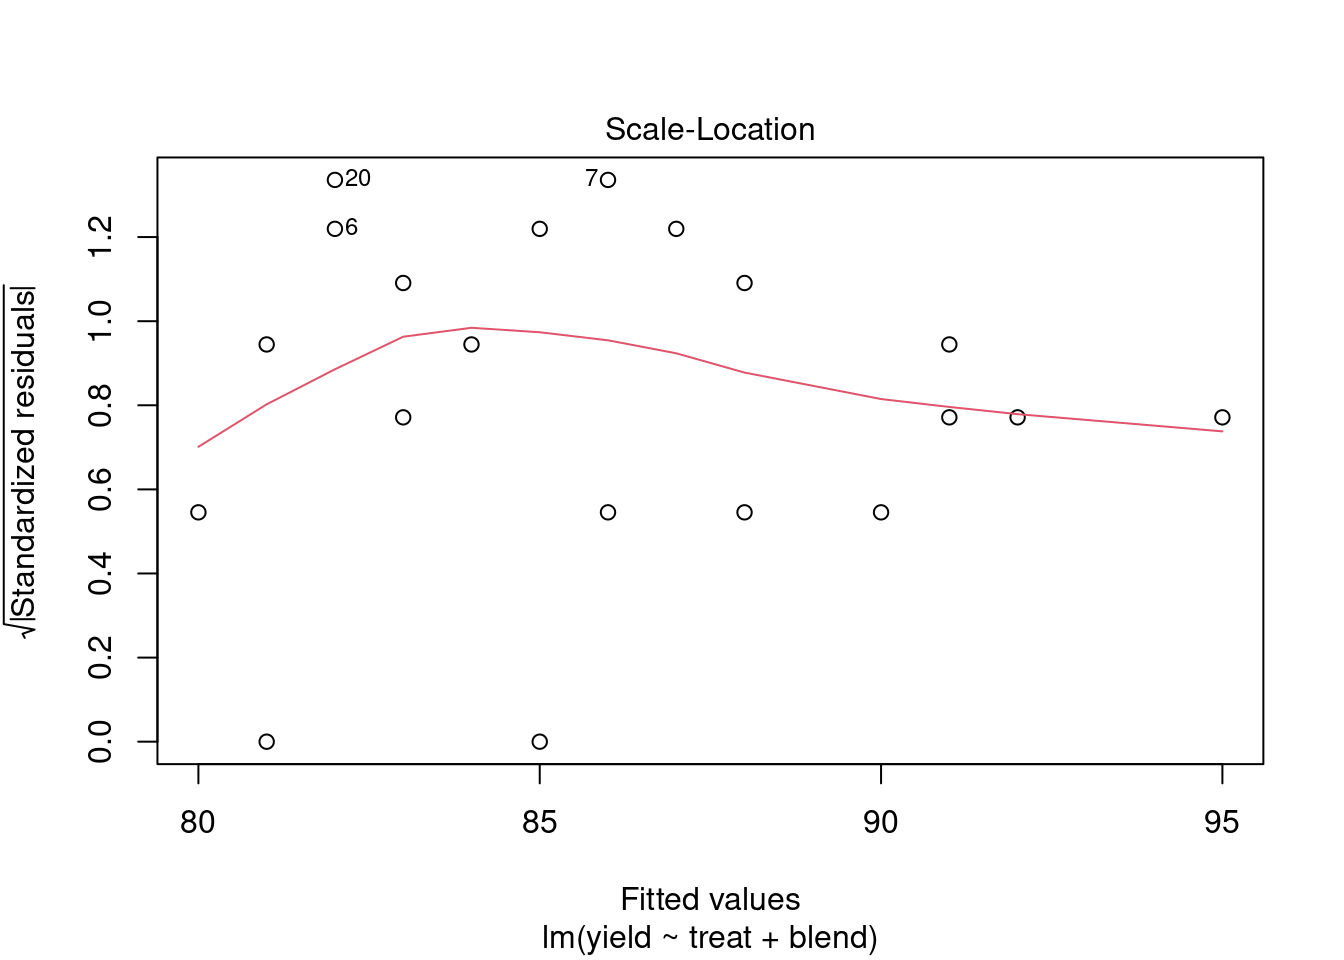 Scale-Location
√|Standardized residuals|
1.2
1.0
0.8
0.6
0.4
0.2
0.0
20
7
6
80 85 90 95
Fitted values
lm(yield ~ treat + blend)